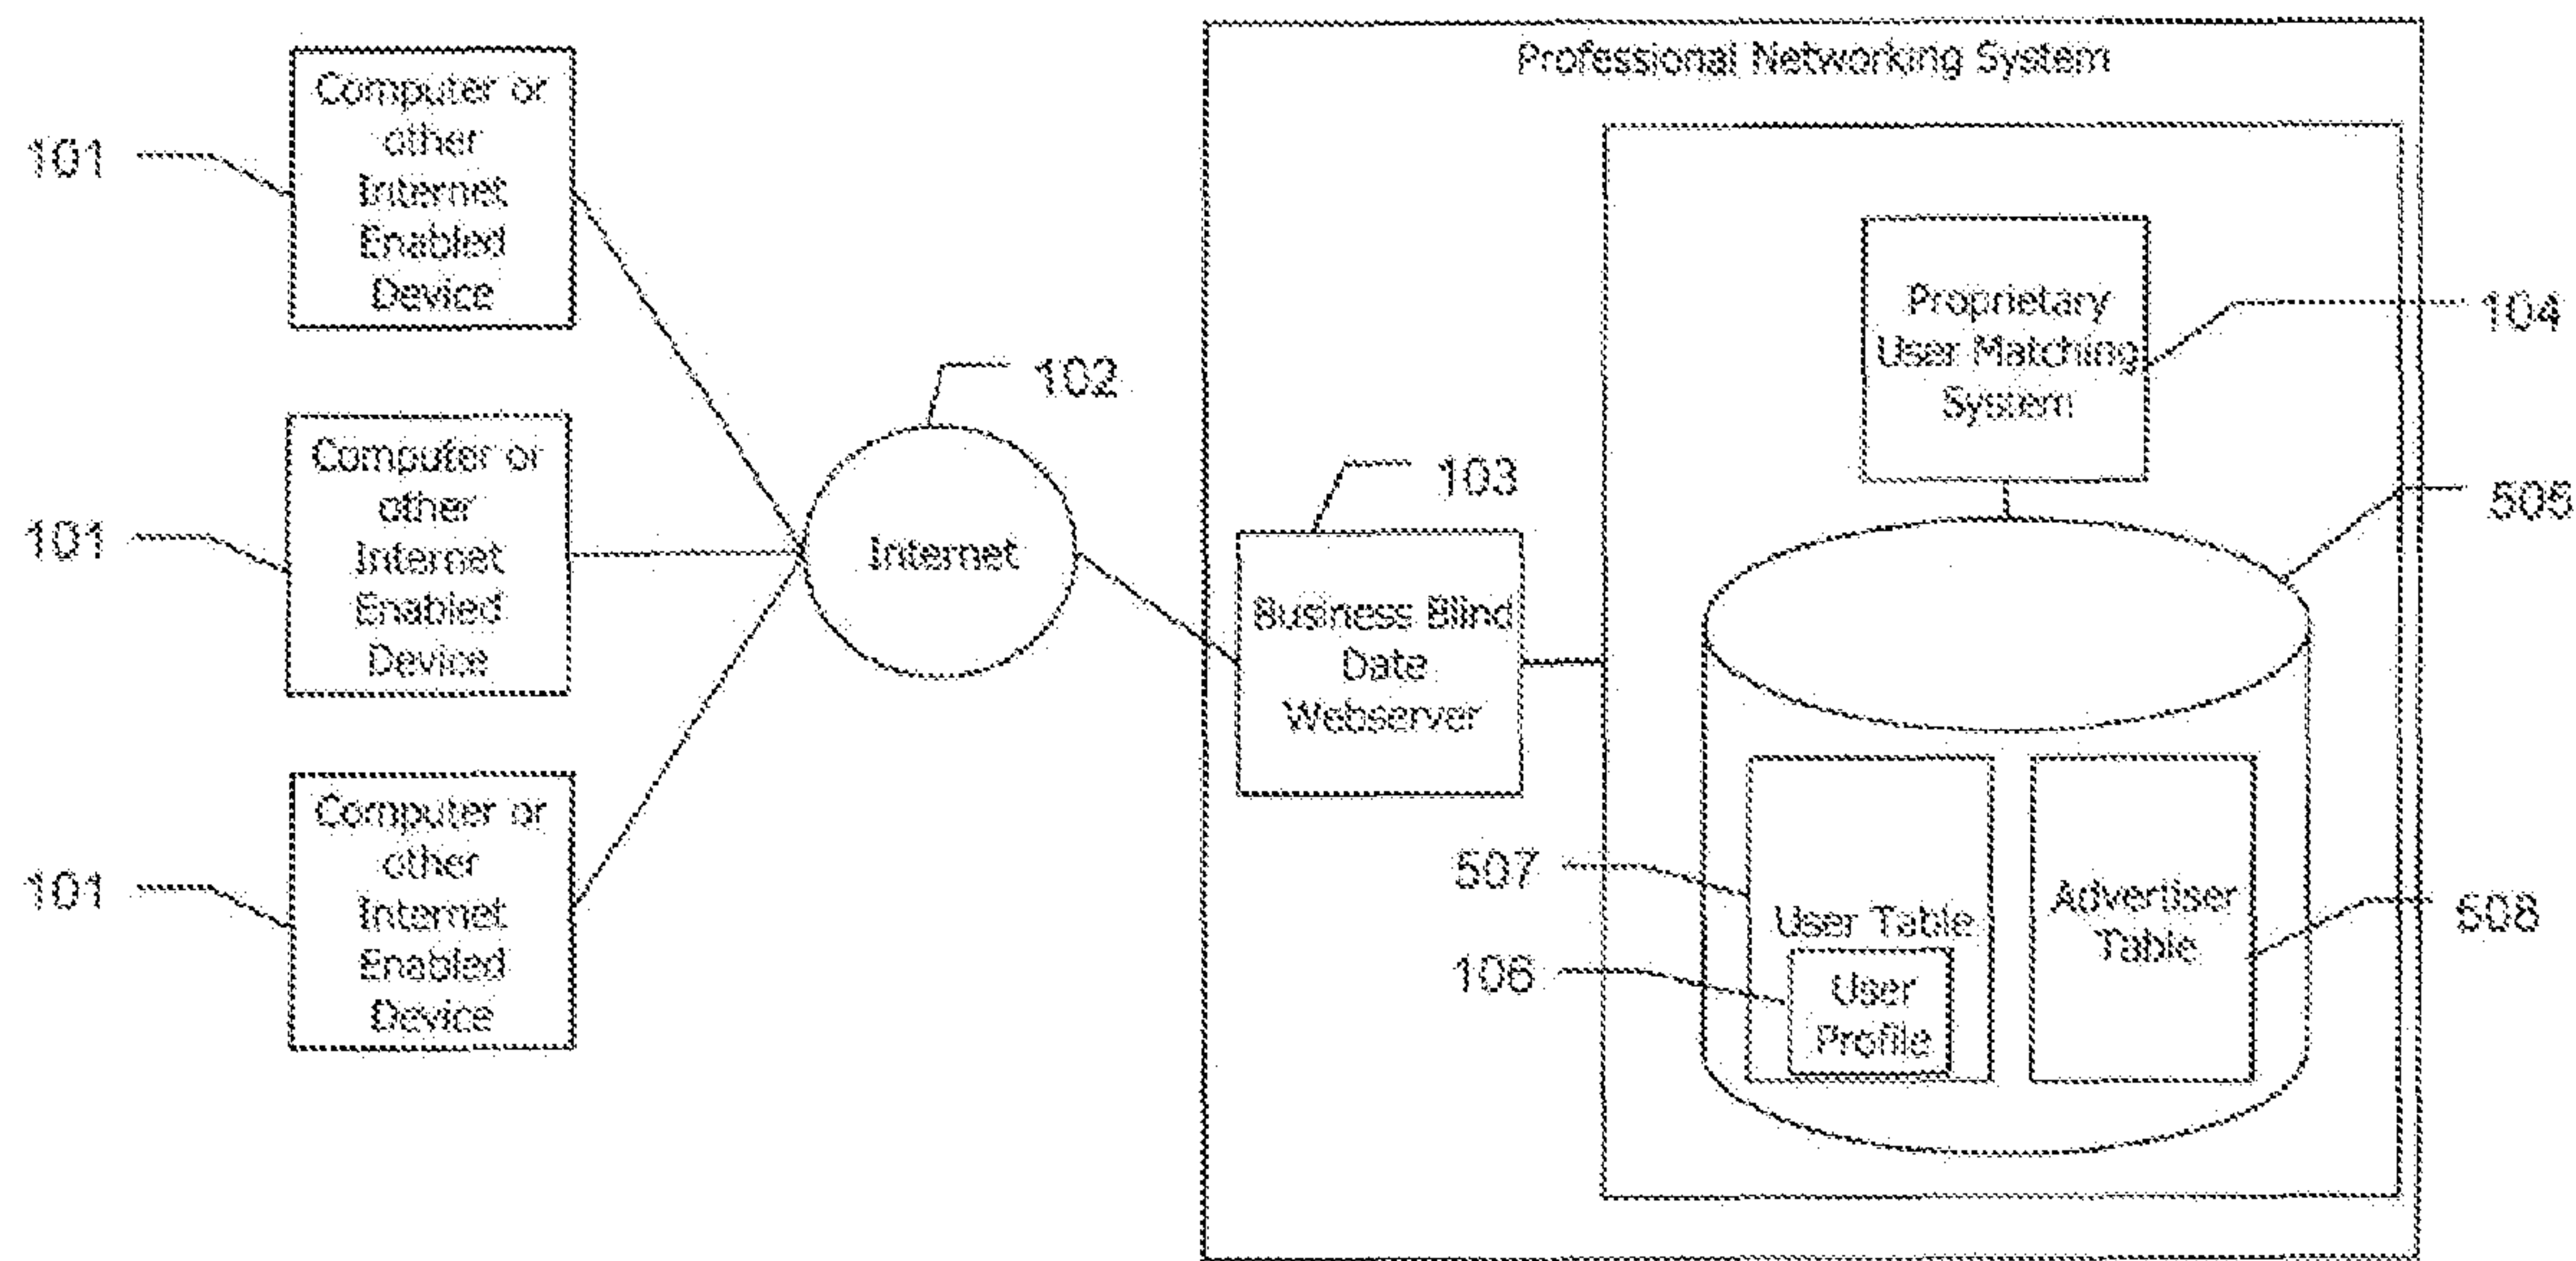 Professional Networking System
101
Computer or
other
Internet
Enabled
Device
101
Computer or
other
Internet
Enabled
Device
101
Computer or
other
Internet
Enabled
Device
102
Internet
103
Business Blind
Date
Webserver
Proprietary
User Matching
System
104
505
507
User Table
106
User
Profile
Advertiser
Table
508